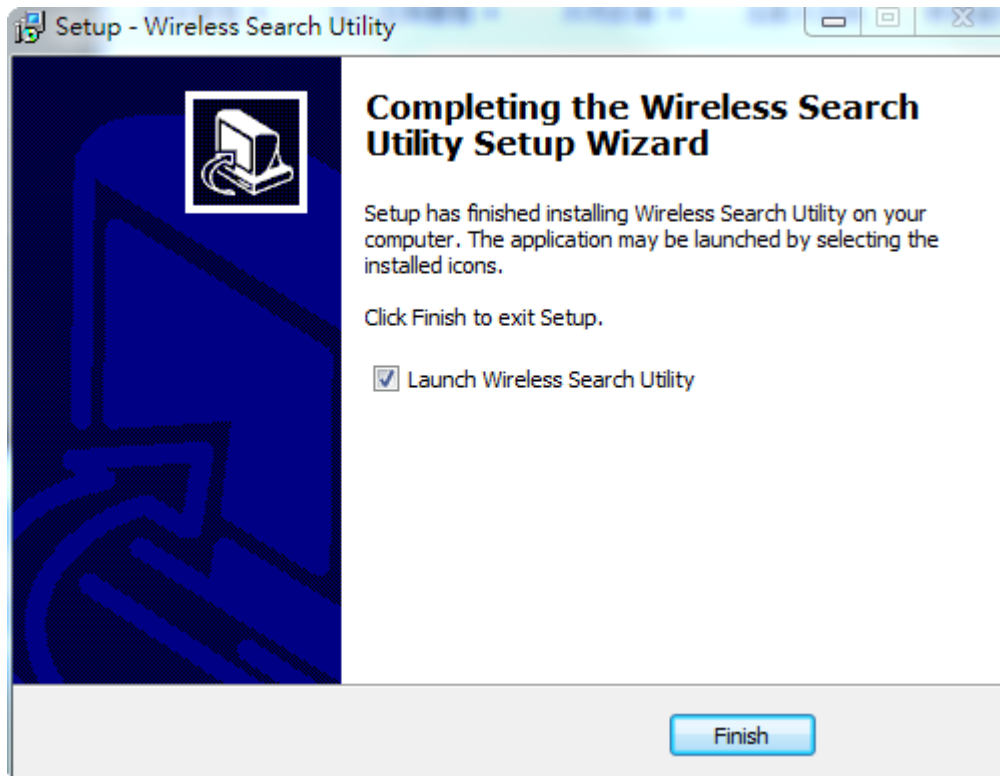 Setup - Wireless Search Utility
Completing the Wireless Search
Utility Setup Wizard
Setup has finished installing Wireless Search Utility on your
computer. The application may be launched by selecting the
installed icons.
Click Finish to exit Setup.
Launch Wireless Search Utility
Finish